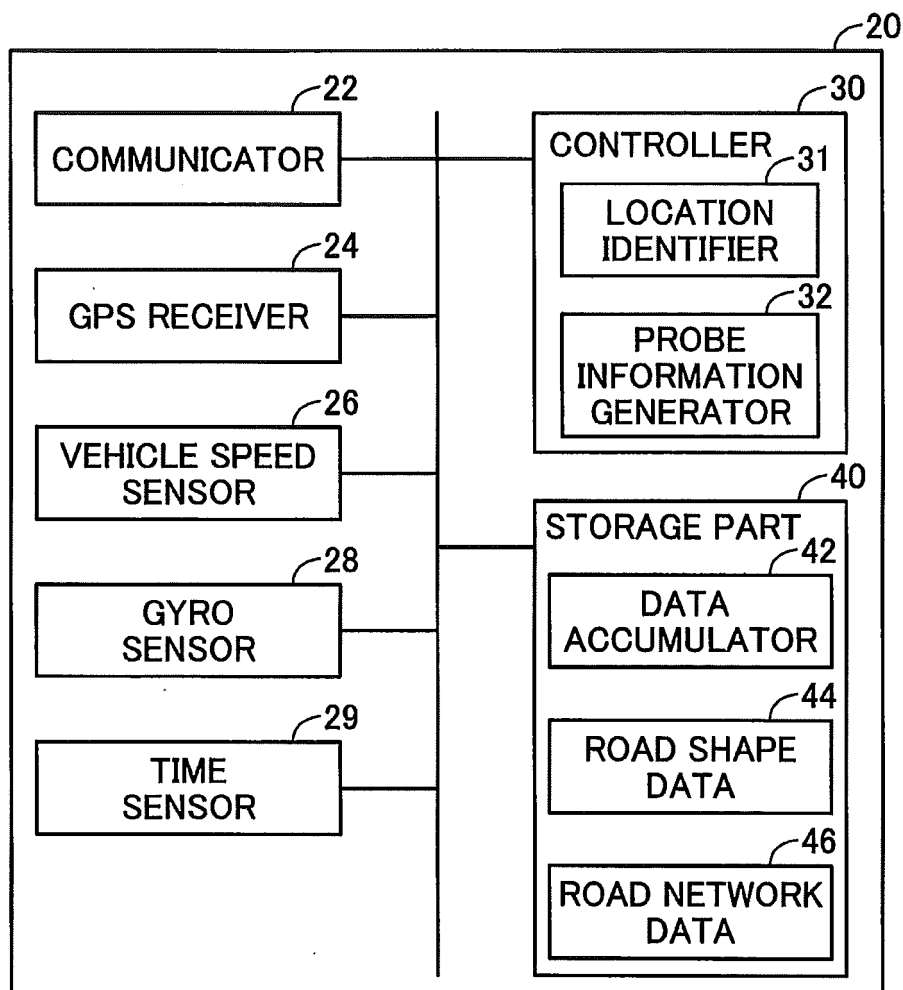 20
22
COMMUNICATOR
24
GPS RECEIVER
26
VEHICLE SPEED
SENSOR
28
GYRO
SENSOR
29
TIME
SENSOR
30
CONTROLLER
31
LOCATION
IDENTIFIER
32
PROBE
INFORMATION
GENERATOR
40
STORAGE PART
42
DATA
ACCUMULATOR
44
ROAD SHAPE
DATA
46
ROAD NETWORK
DATA